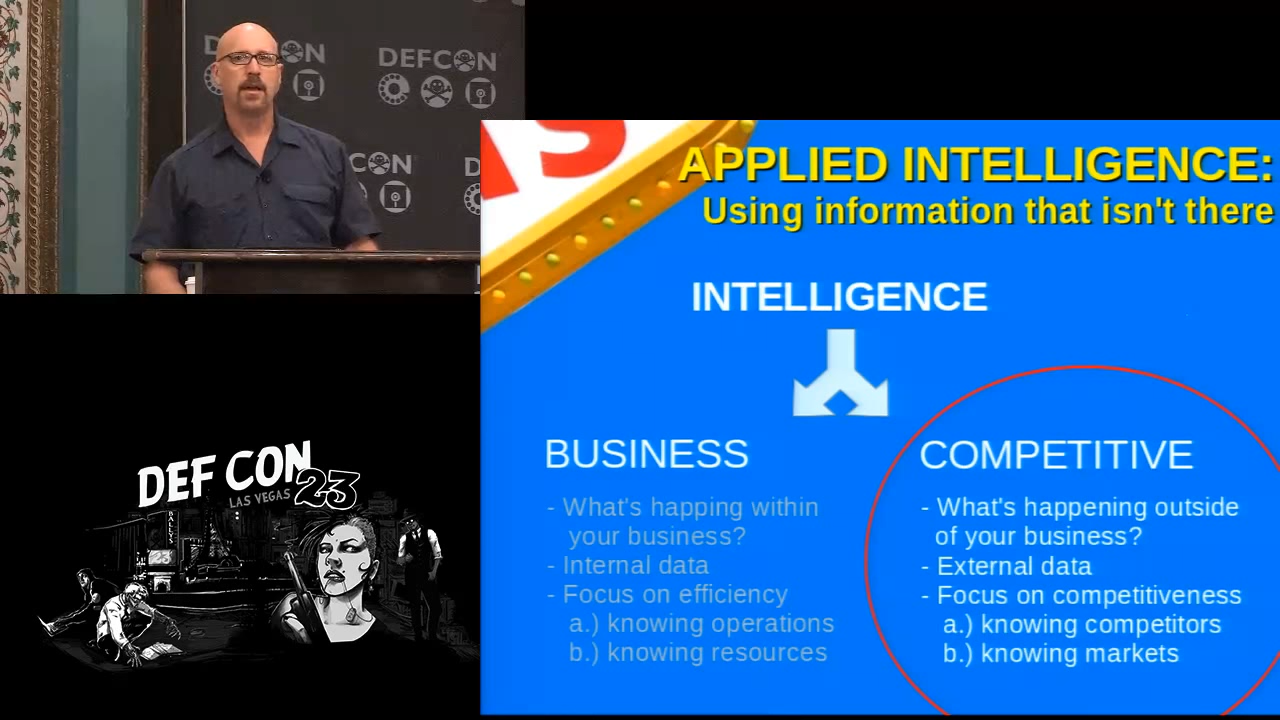 DEFCON
DEFCON
CON
D
APPLIED INTELLIGENCE:
Using information that isn't there
INTELLIGENCE
BUSINESS
- What's happing within
your business?
- Internal data
- Focus on efficiency
a.) knowing operations
b.) knowing resources
COMPETITIVE
- What's happening outside
of your business?
- External data
- Focus on competitiveness
a.) knowing competitors
b.) knowing markets
DEF CON
LAS VEGAS 23
BALLY'S